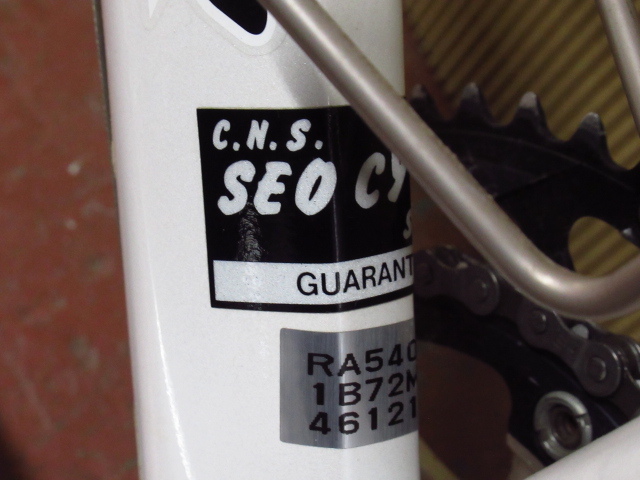 C.N.S.
SEO CY
S
GUARANT
RA540
1B72M
46121